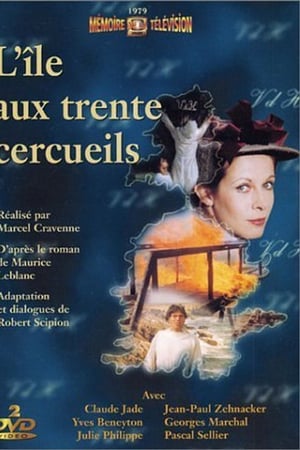 1979
MÉMOIRE TÉLÉVISION
L'île
aux trente
cercueils
Réalisé par
Marcel Cravenne
D'après le roman
de Maurice
Leblanc
Adaptation
et dialogues de
Robert Scipion
Avec
Claude Jade Jean-Paul Zehnacker
Yves Beneyton Georges Marchal
Julie Philippe Pascal Sellier
2
DVD
VIDEO